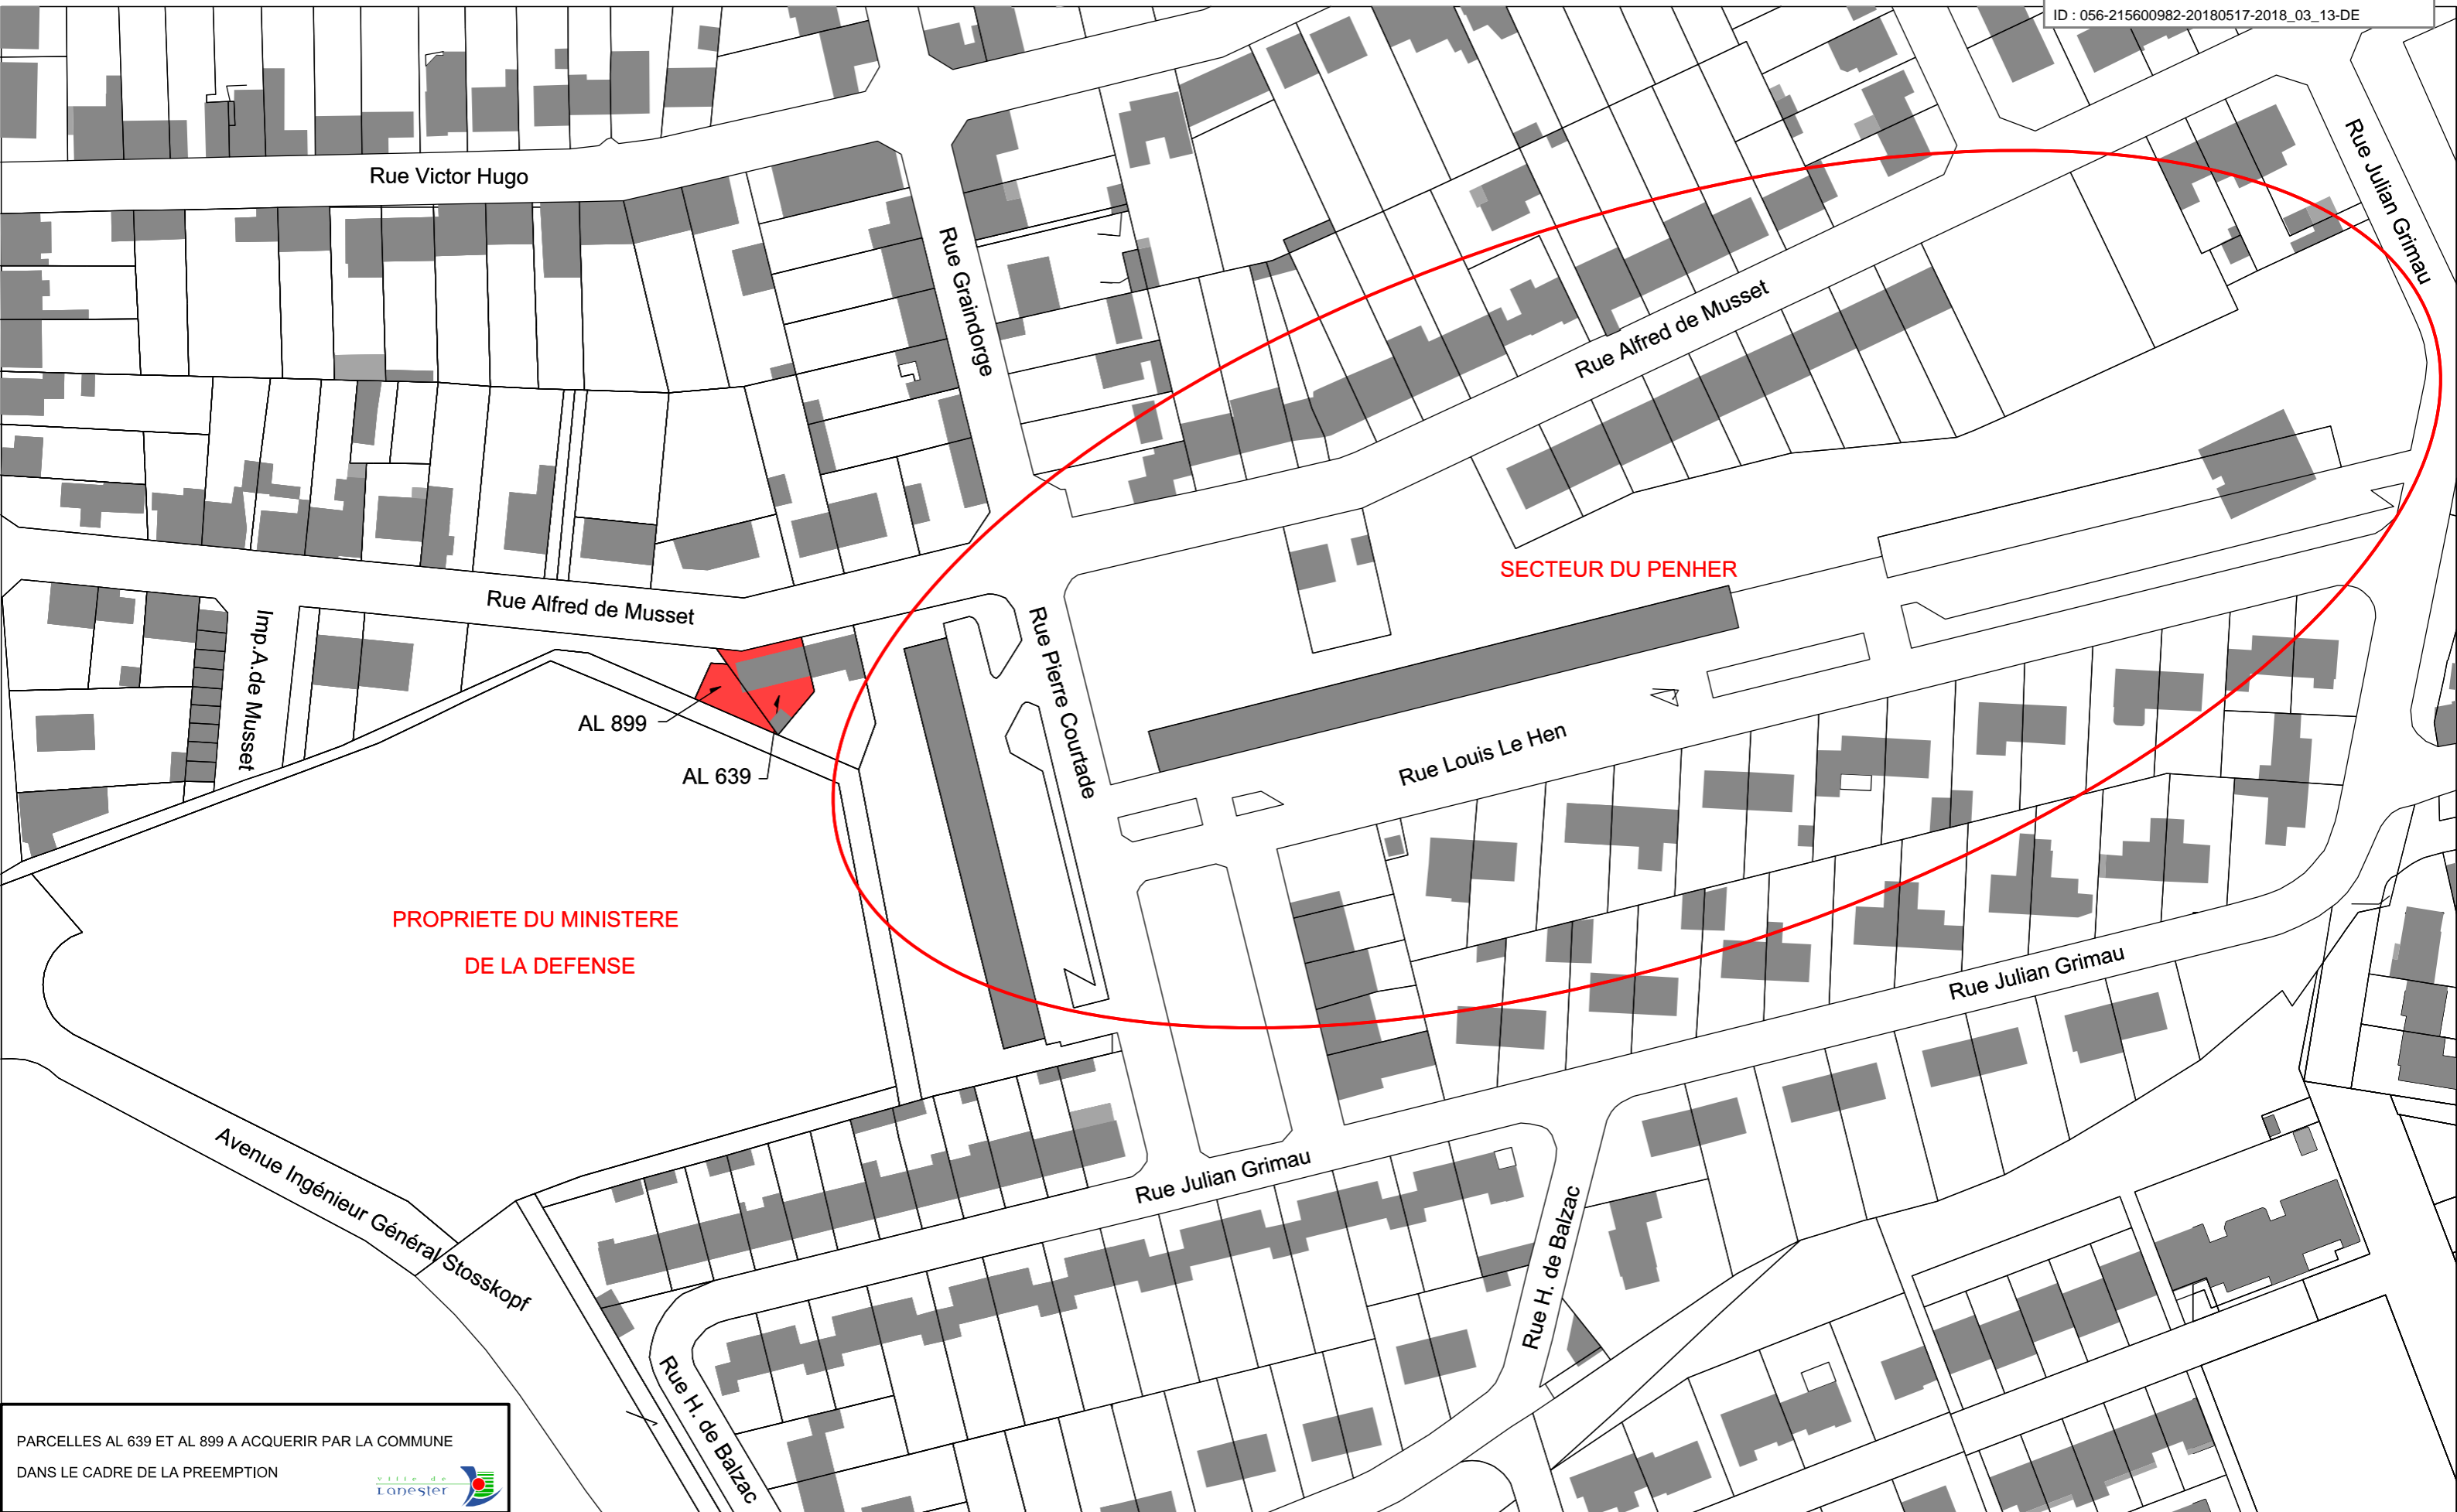 ID : 056-215600982-20180517-2018_03_13-DE
Rue Victor Hugo
Rue Julian Grimau
Rue Graindorge
Rue Alfred de Musset
SECTEUR DU PENHER
Rue Alfred de Musset
Imp.A.de Musset
Rue Pierre Courtade
AL 899
AL 639
Rue Louis Le Hen
PROPRIETE DU MINISTERE
DE LA DEFENSE
Rue Julian Grimau
Avenue Ingénieur Général Stosskopf
Rue Julian Grimau
Rue H. de Balzac
Rue H. de Balzac
PARCELLES AL 639 ET AL 899 A ACQUERIR PAR LA COMMUNE
DANS LE CADRE DE LA PREEMPTION
ville de
Lanester